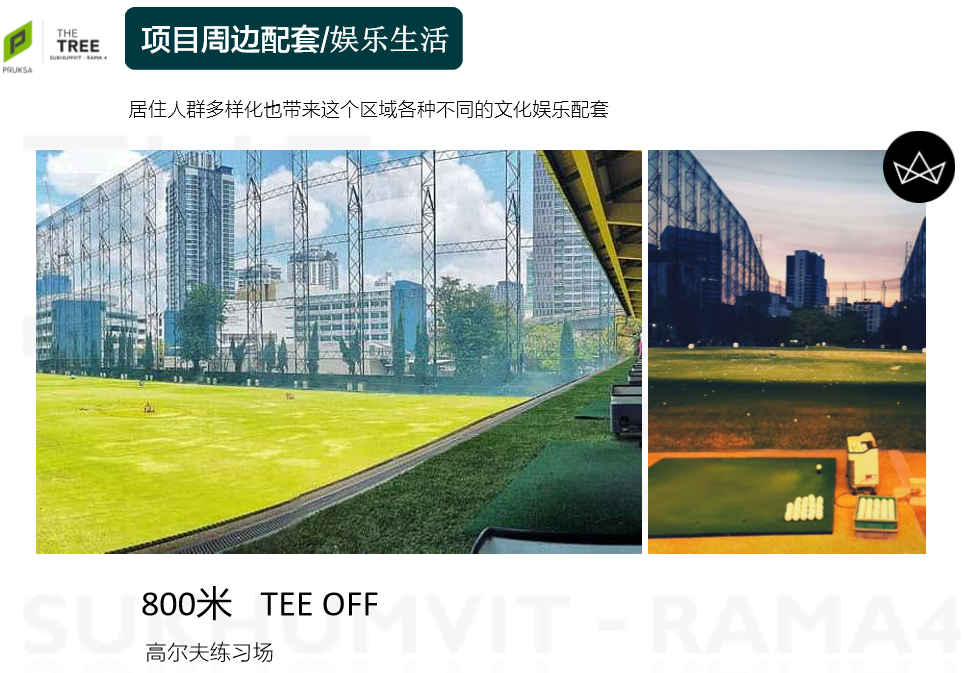 PRUKSA
THE
TREE
SUKHUMVIT - RAMA 4
项目周边配套/娱乐生活
居住人群多样化也带来这个区域各种不同的文化娱乐配套
800米 TEE OFF
高尔夫练习场
SUKHUMVIT - RAMA4